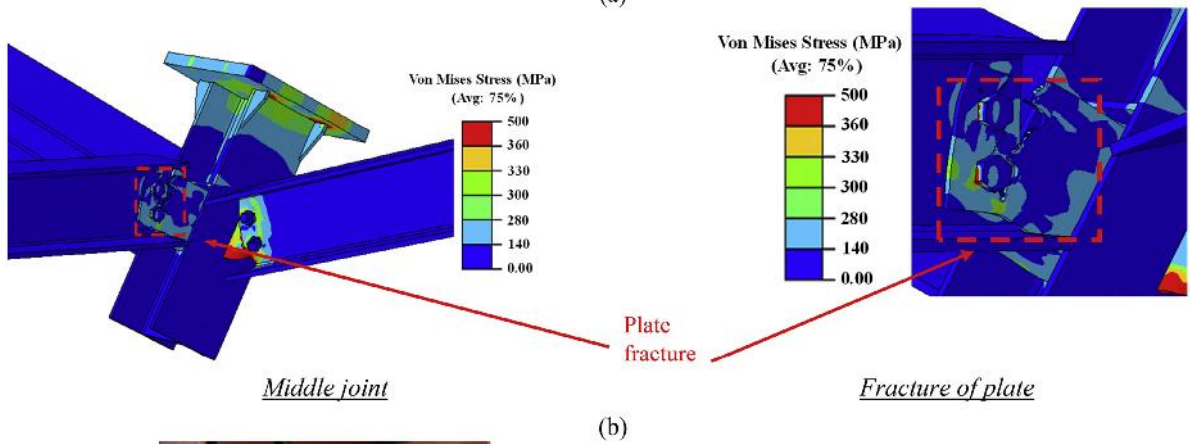 (a)
Von Mises Stress (MPa)
(Avg: 75%)
500
360
330
300
280
140
0.00
Von Mises Stress (MPa)
(Avg: 75%)
500
360
330
300
280
140
0.00
Plate
fracture
Middle joint
Fracture of plate
(b)